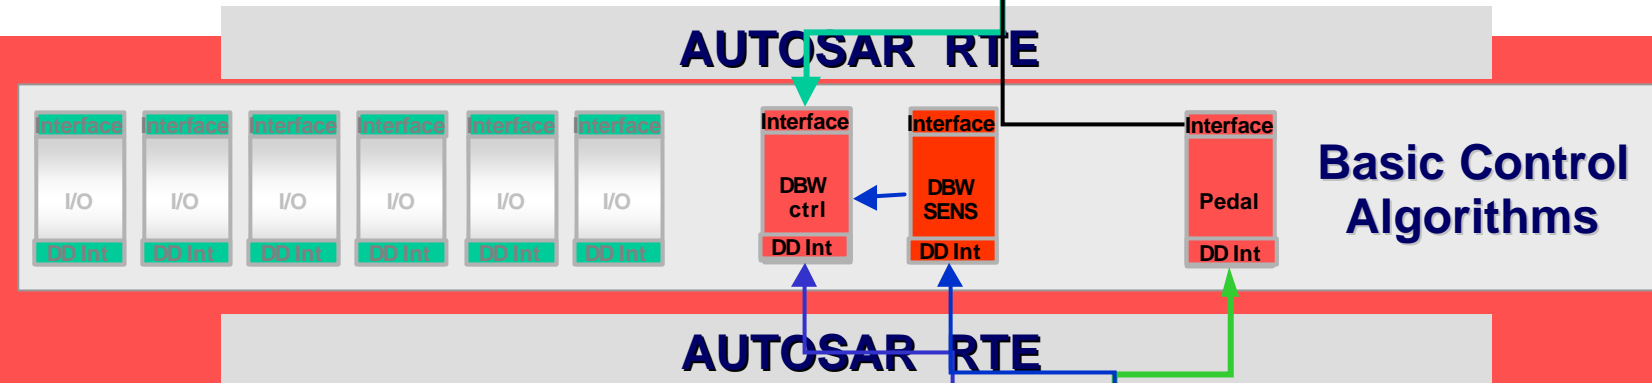 AUTOSAR RTE
Interface Interface Interface Interface Interface Interface Interface Interface Interface
I/O I/O I/O I/O I/O I/O DBW ctrl DBW SENS Pedal
DD Int DD Int DD Int DD Int DD Int DD Int DD Int DD Int DD Int
Basic Control
Algorithms
AUTOSAR RTE